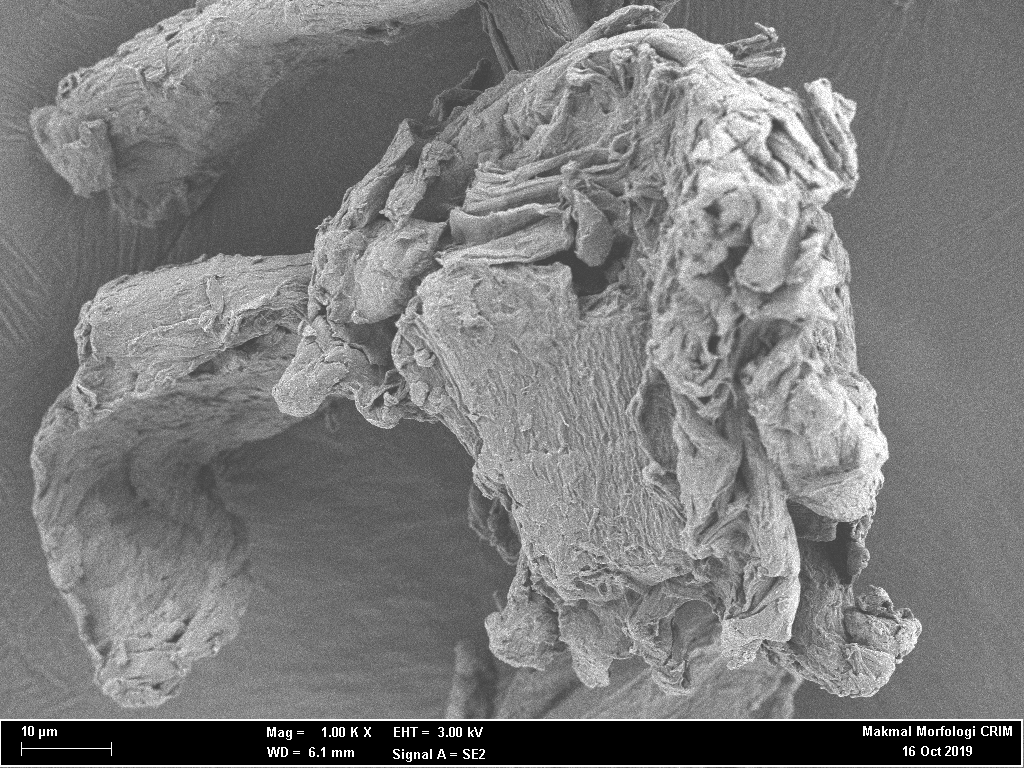 10 µm
Mag = 1.00 K X EHT = 3.00 kV Makmal Morfologi CRIM
WD = 6.1 mm Signal A = SE2 16 Oct 2019